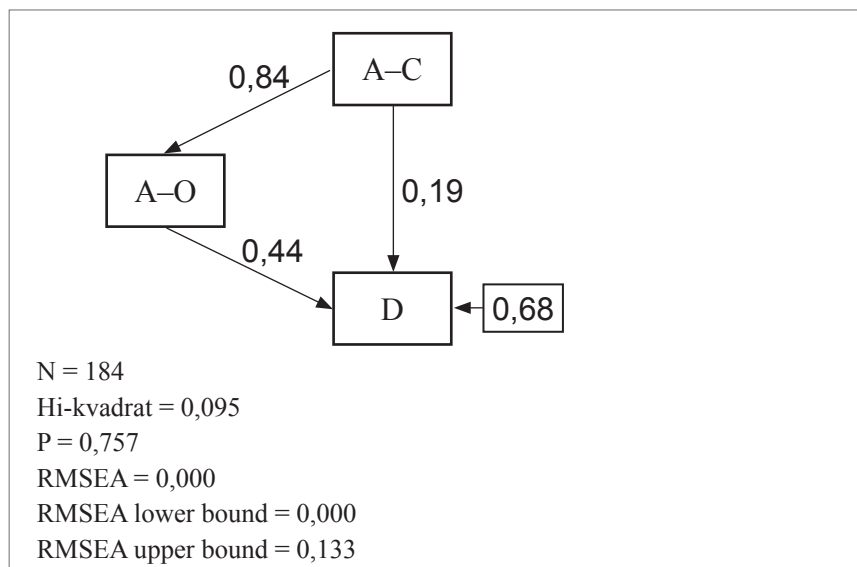 A–C
0,84
A–O
0,19
0,44
D
0,68
N = 184
Hi-kvadrat = 0,095
P = 0,757
RMSEA = 0,000
RMSEA lower bound = 0,000
RMSEA upper bound = 0,133